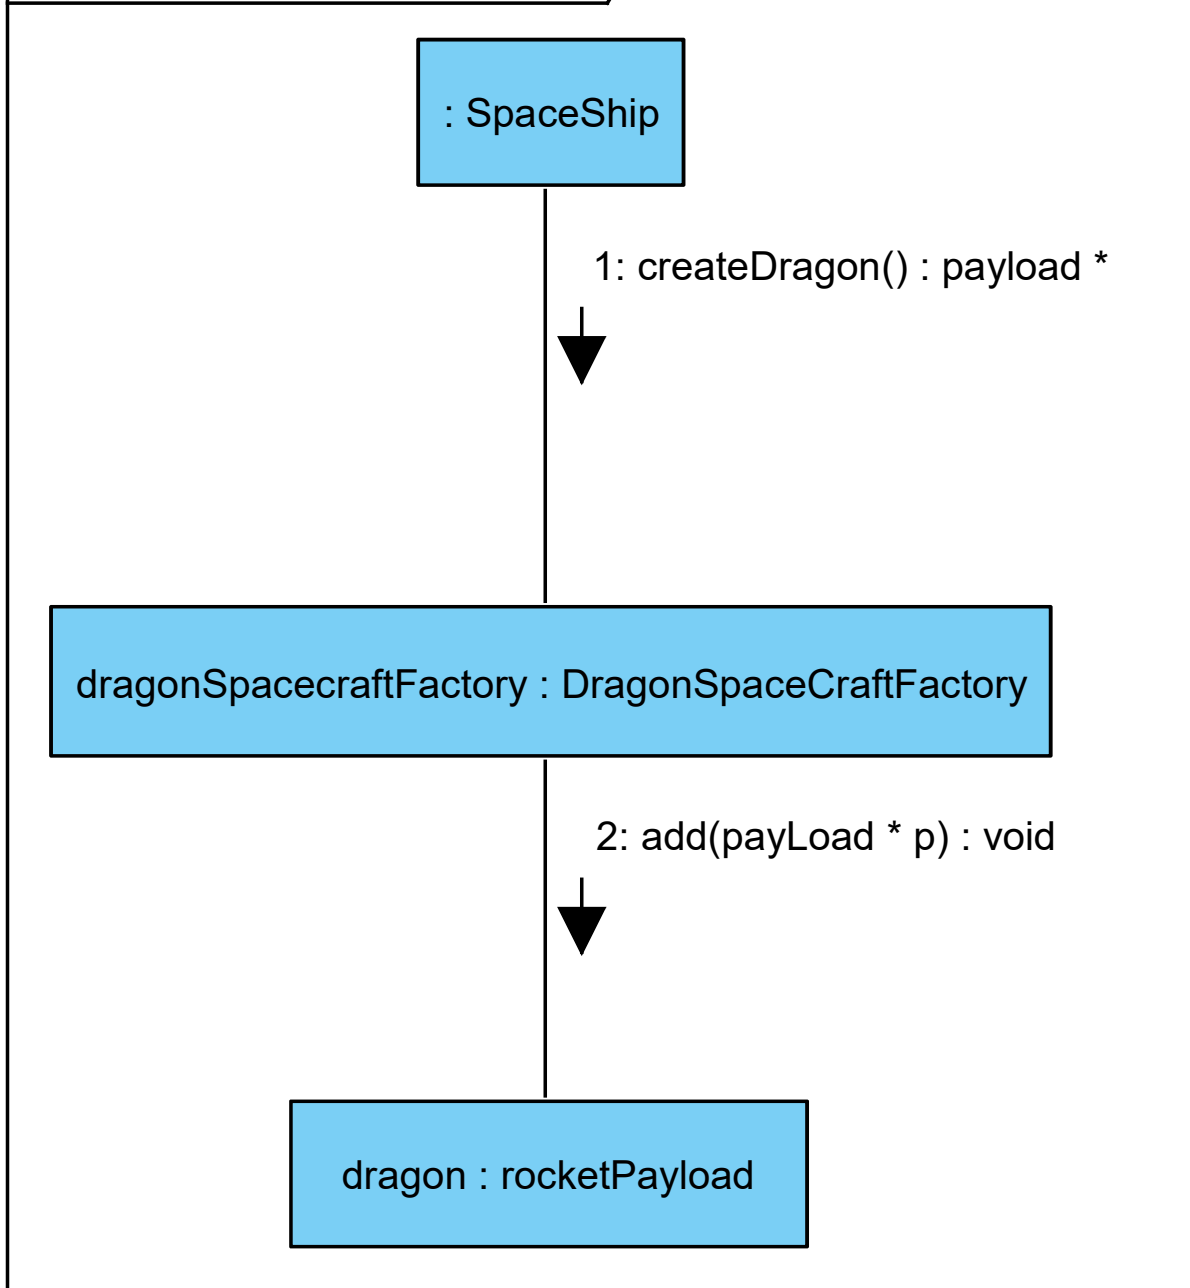 : SpaceShip
1: createDragon() : payload *
dragonSpacecraftFactory : DragonSpaceCraftFactory
2: add(payLoad * p) : void
dragon : rocketPayload